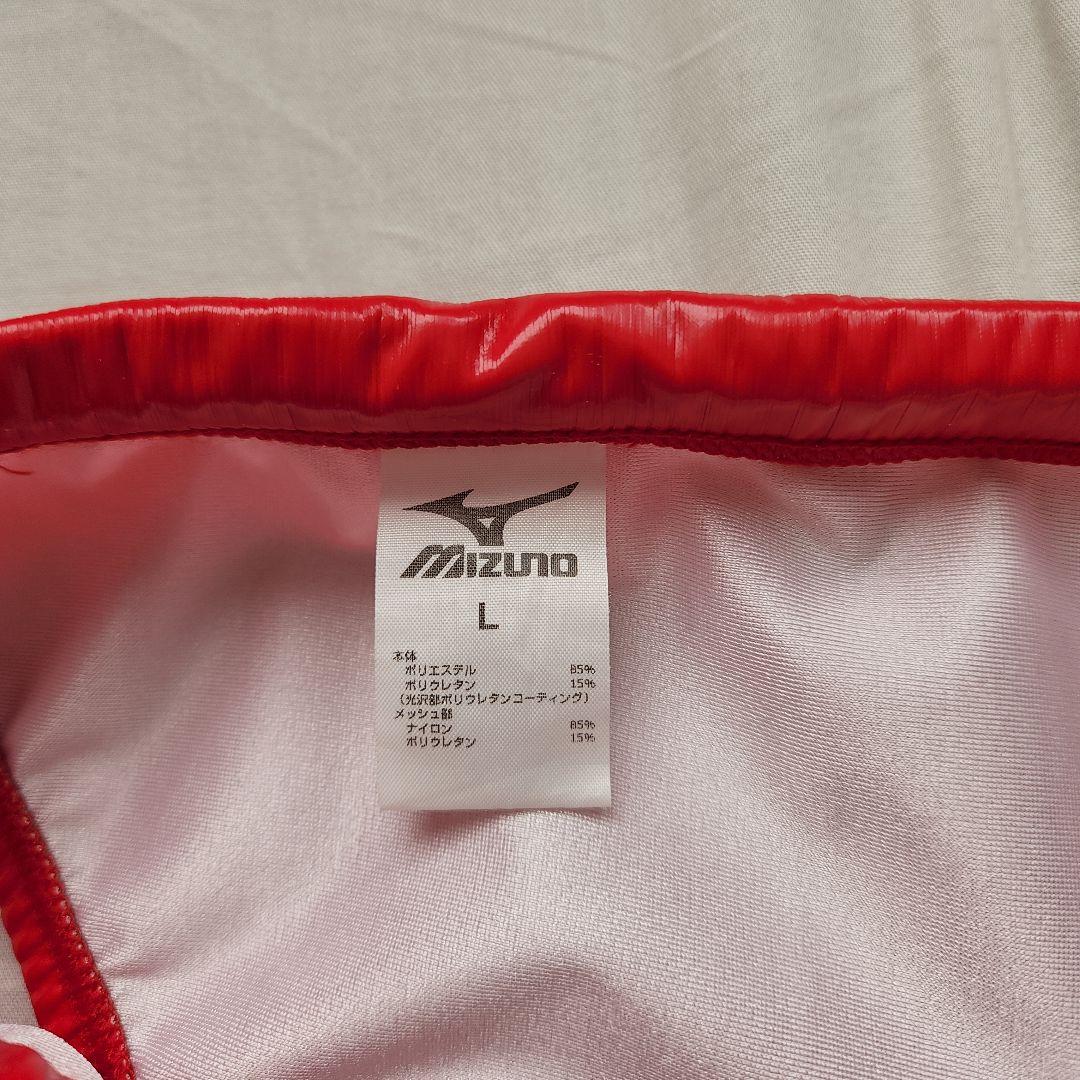 MIZUNO
L
本体
ポリエステル 85%
ポリウレタン 15%
(光沢部ポリウレタンコーディング)
メッシュ部
ナイロン 85%
ポリウレタン 15%